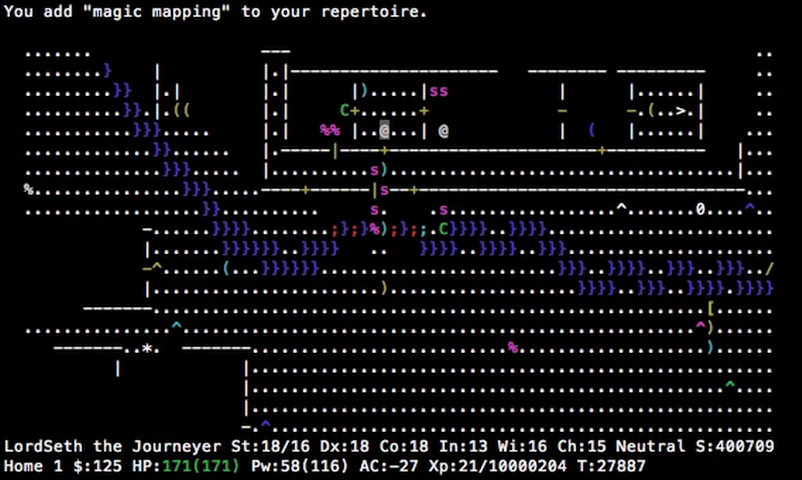 You add "magic mapping" to your repertoire.
LordSeth the Journeyer St:18/16 Dx:18 Co:18 In:13 Wi:16 Ch:15 Neutral S:400709
Home 1 $:125 HP:171(171) Pw:58(116) AC:-27 Xp:21/10000204 T:27887